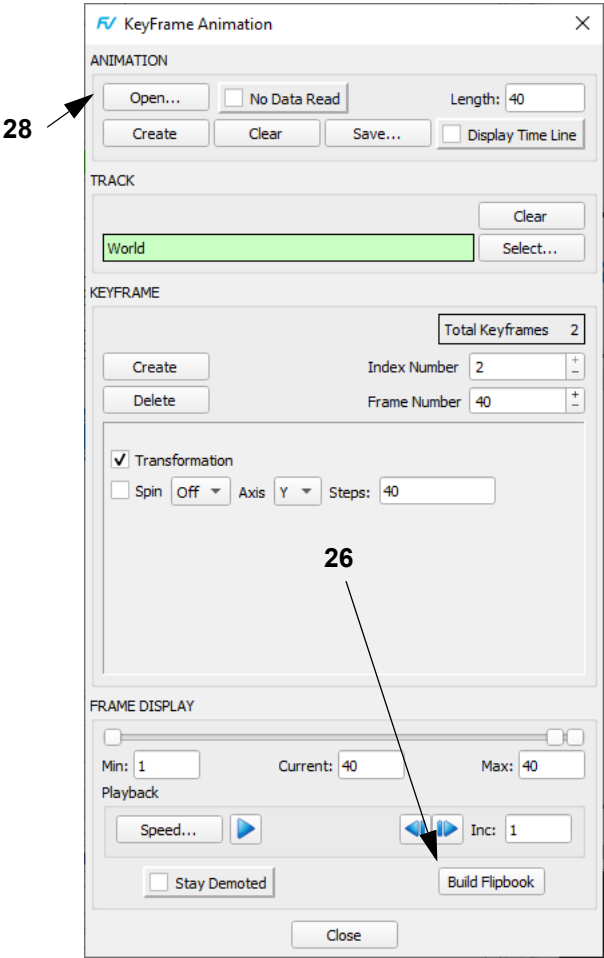 FV KeyFrame Animation
ANIMATION
Open... No Data Read Length: 40
28
Create Clear Save... Display Time Line
TRACK
Clear
World Select...
KEYFRAME
Total Keyframes 2
Create Index Number 2
Delete Frame Number 40
Transformation
Spin Off Axis Y Steps: 40
26
FRAME DISPLAY
Min: 1 Current: 40 Max: 40
Playback
Speed... Inc: 1
Stay Demoted Build Flipbook
Close